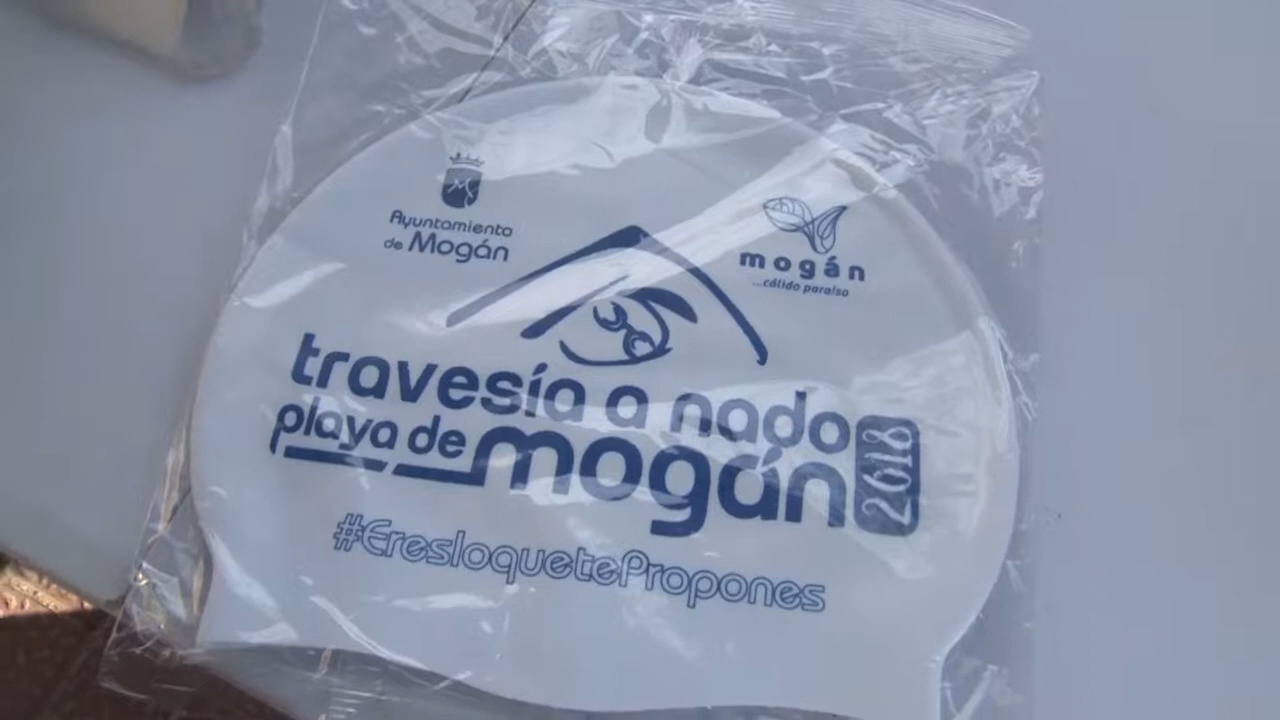 Ayuntamiento
de Mogán
mogán
...cálido paraíso
travesía a nado
playa de mogán 2018
#EresloquetePropones